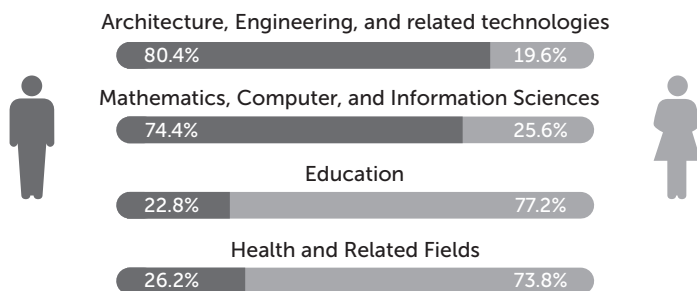 Architecture, Engineering, and related technologies
80.4% 19.6%
Mathematics, Computer, and Information Sciences
74.4% 25.6%
Education
22.8% 77.2%
Health and Related Fields
26.2% 73.8%